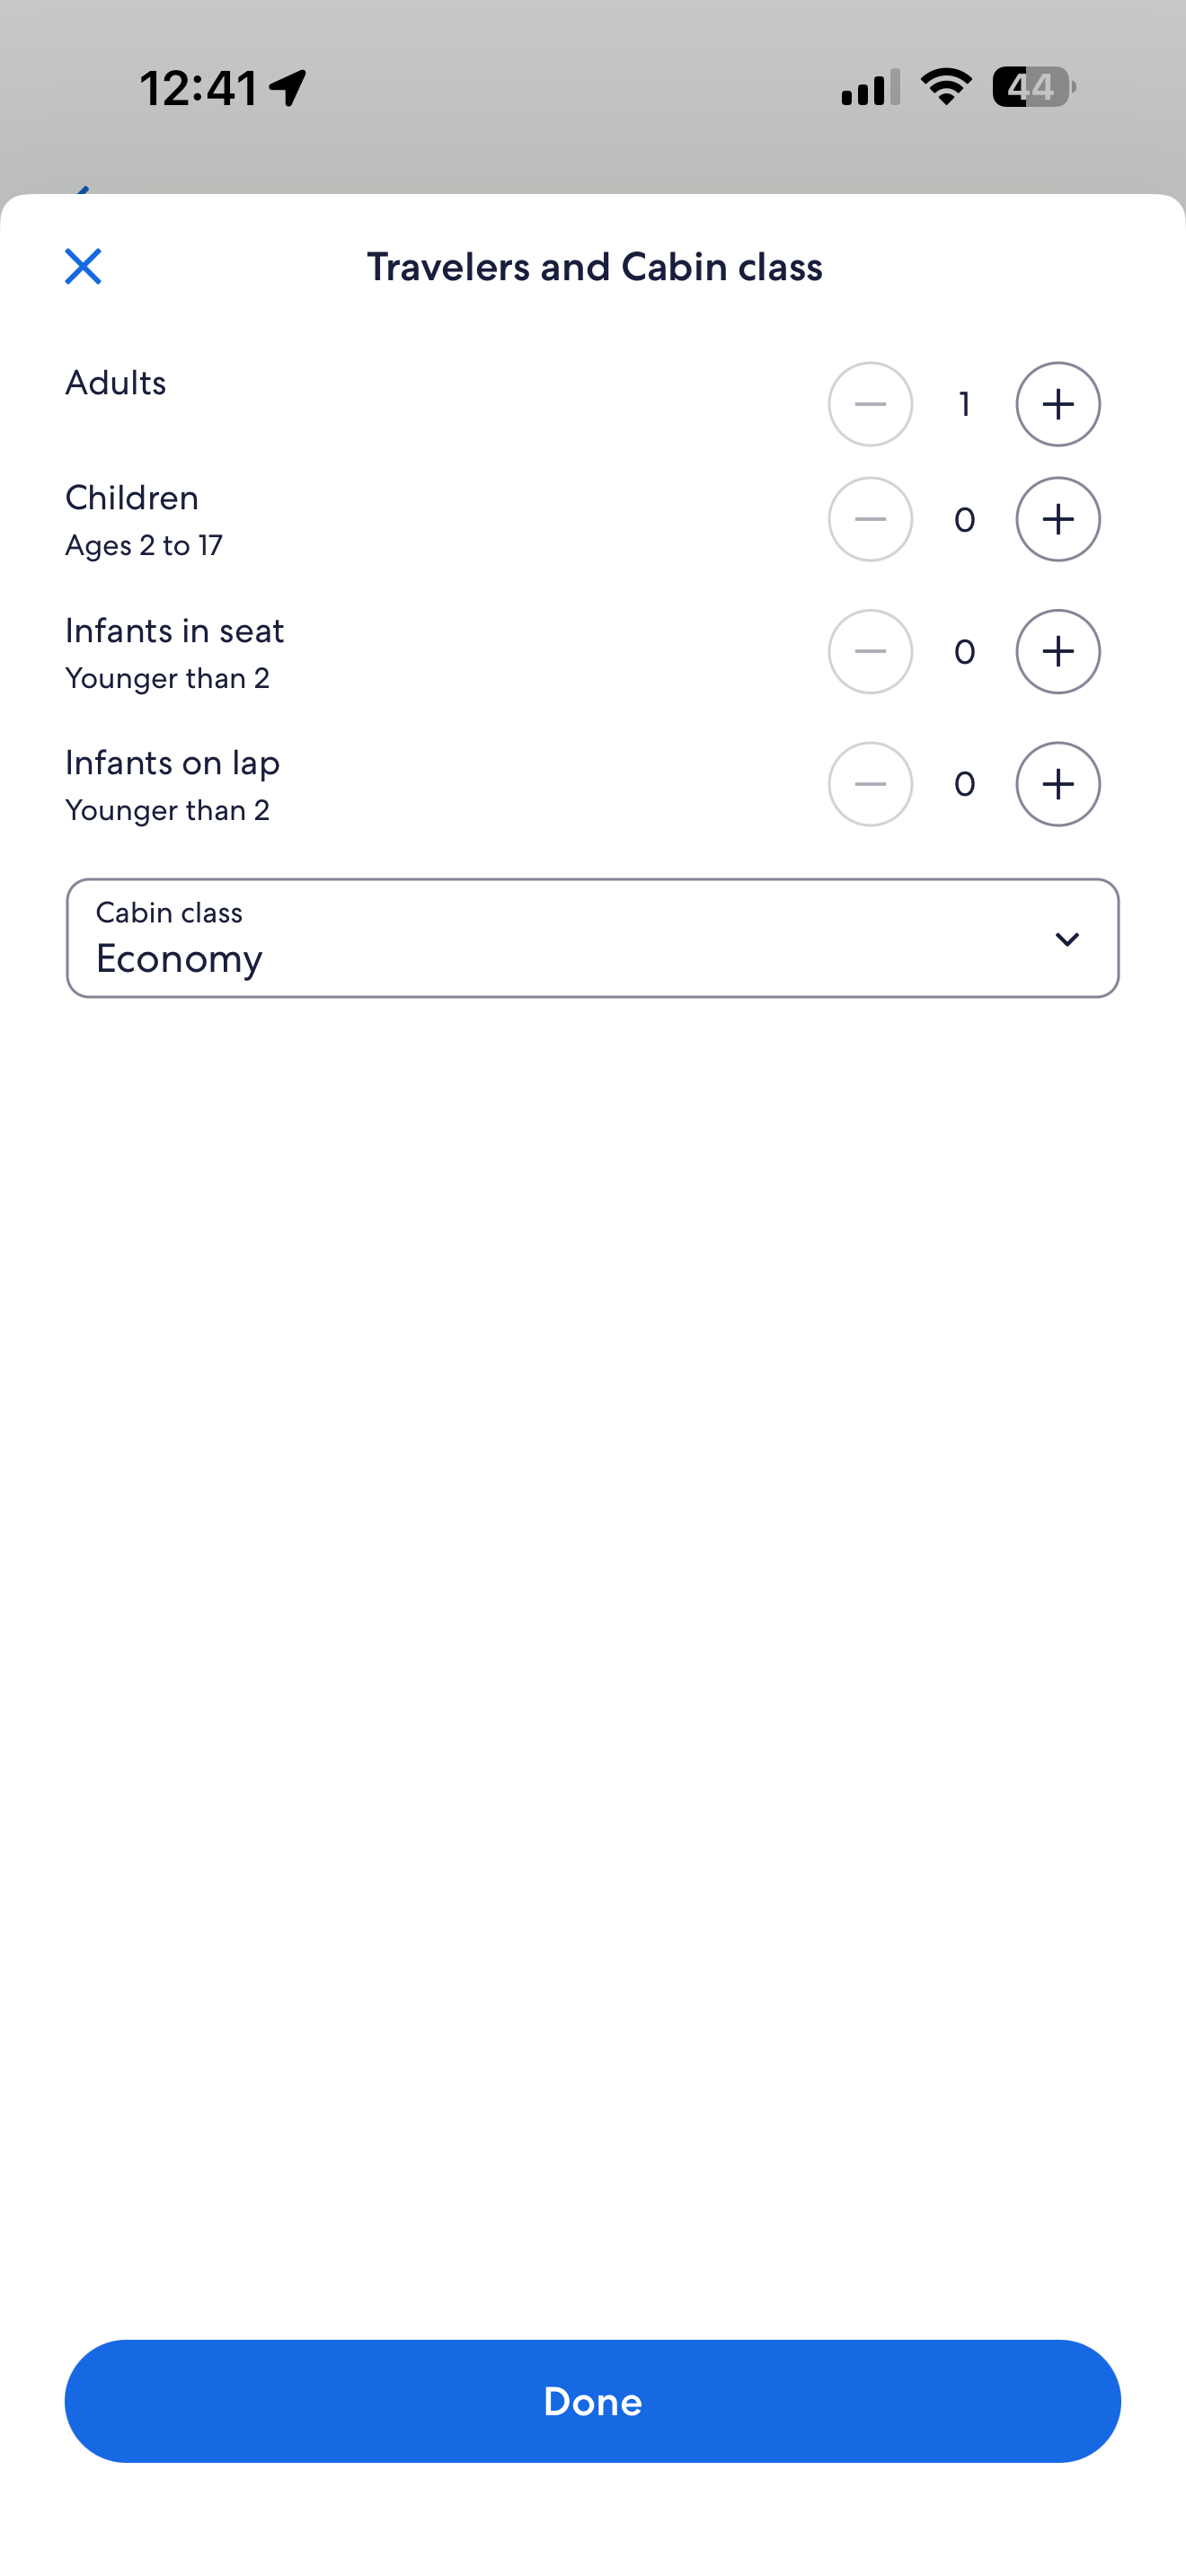 12:41
44
Travelers and Cabin class
Adults
1
Children
0
Ages 2 to 17
Infants in seat
0
Younger than 2
Infants on lap
0
Younger than 2
Cabin class
Economy
Done